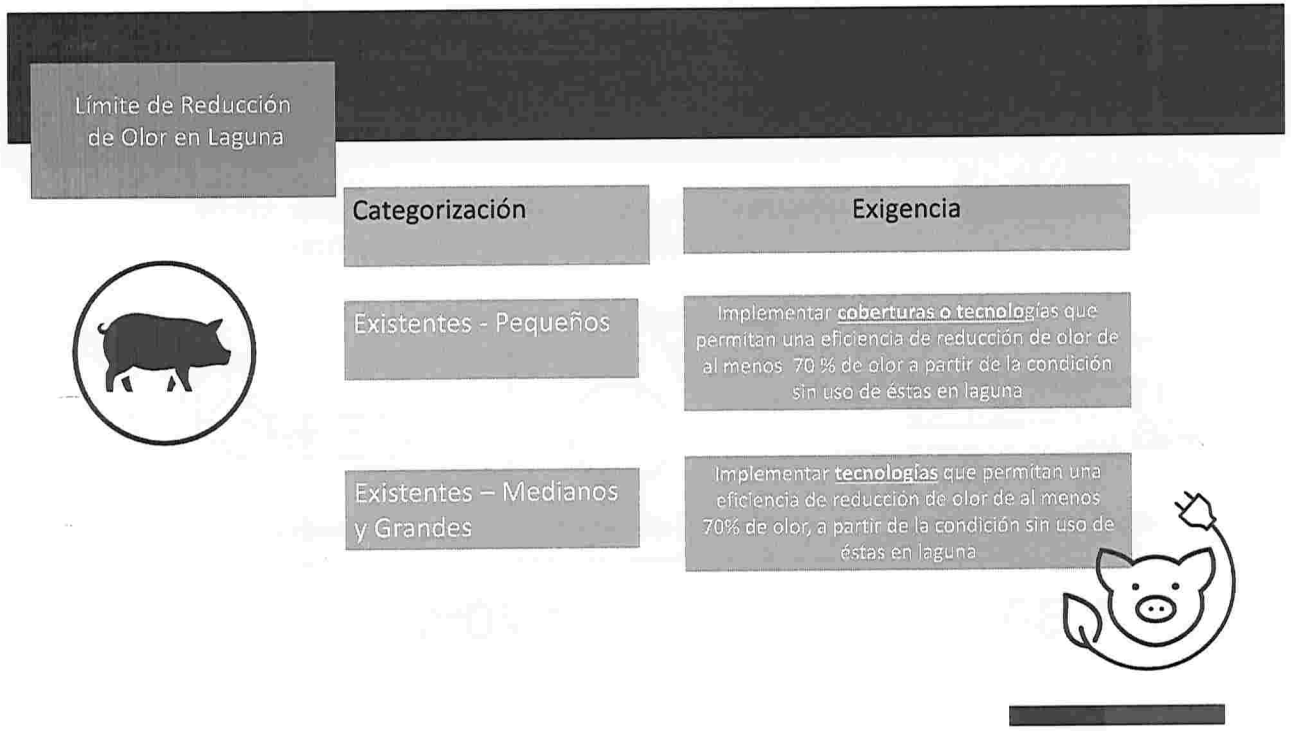 Límite de Reducción
de Olor en Laguna
Categorización
Exigencia
Existentes - Pequeños
Implementar coberturas o tecnologías que
permitan una eficiencia de reducción de olor de
al menos 70 % de olor a partir de la condición
sin uso de éstas en laguna
Existentes – Medianos
y Grandes
Implementar tecnologías que permitan una
eficiencia de reducción de olor de al menos
70% de olor, a partir de la condición sin uso de
éstas en laguna